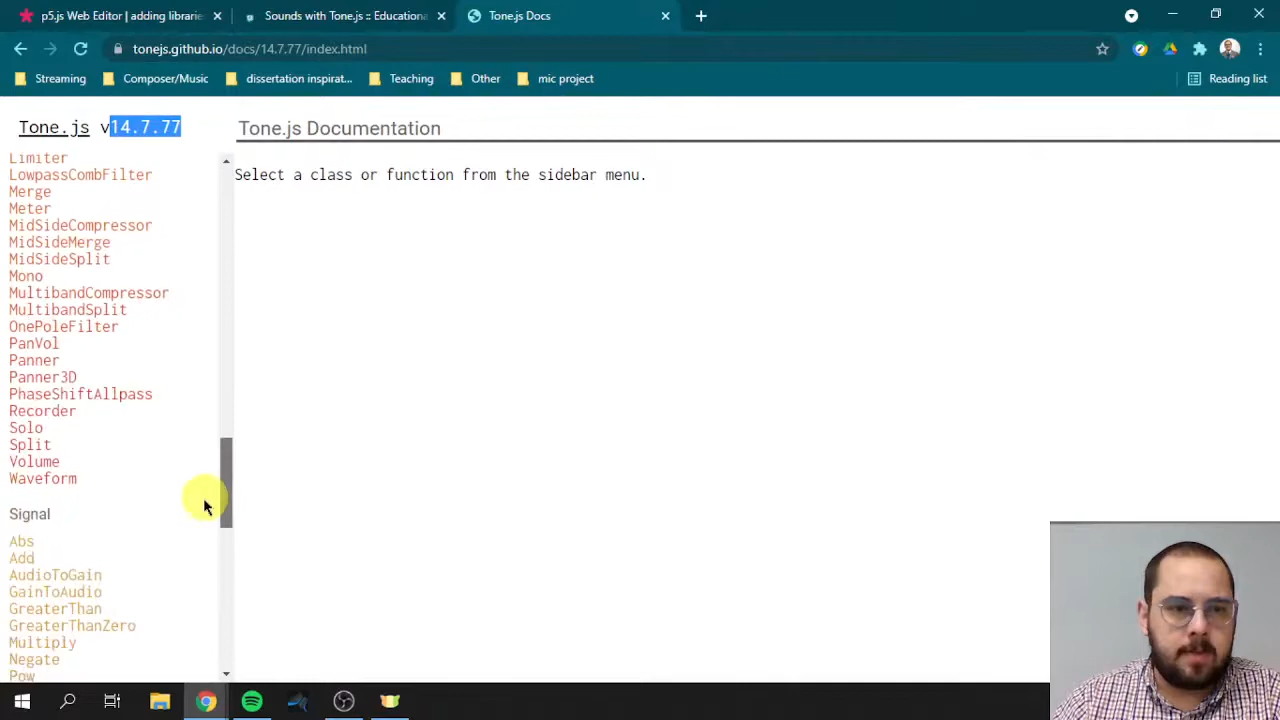 p5.js Web Editor | adding librarie
Sounds with Tone.js :: Educationa
Tone.js Docs
tonejs.github.io/docs/14.7.77/index.html
Streaming
Composer/Music
dissertation inspirat...
Teaching
Other
mic project
Reading list
Tone.js v14.7.77
Tone.js Documentation
Select a class or function from the sidebar menu.
Limiter
LowpassCombFilter
Merge
Meter
MidSideCompressor
MidSideMerge
MidSideSplit
Mono
MultibandCompressor
MultibandSplit
OnePoleFilter
PanVol
Panner
Panner3D
PhaseShiftAllpass
Recorder
Solo
Split
Volume
Waveform
Signal
Abs
Add
AudioToGain
GainToAudio
GreaterThan
GreaterThanZero
Multiply
Negate
Pow